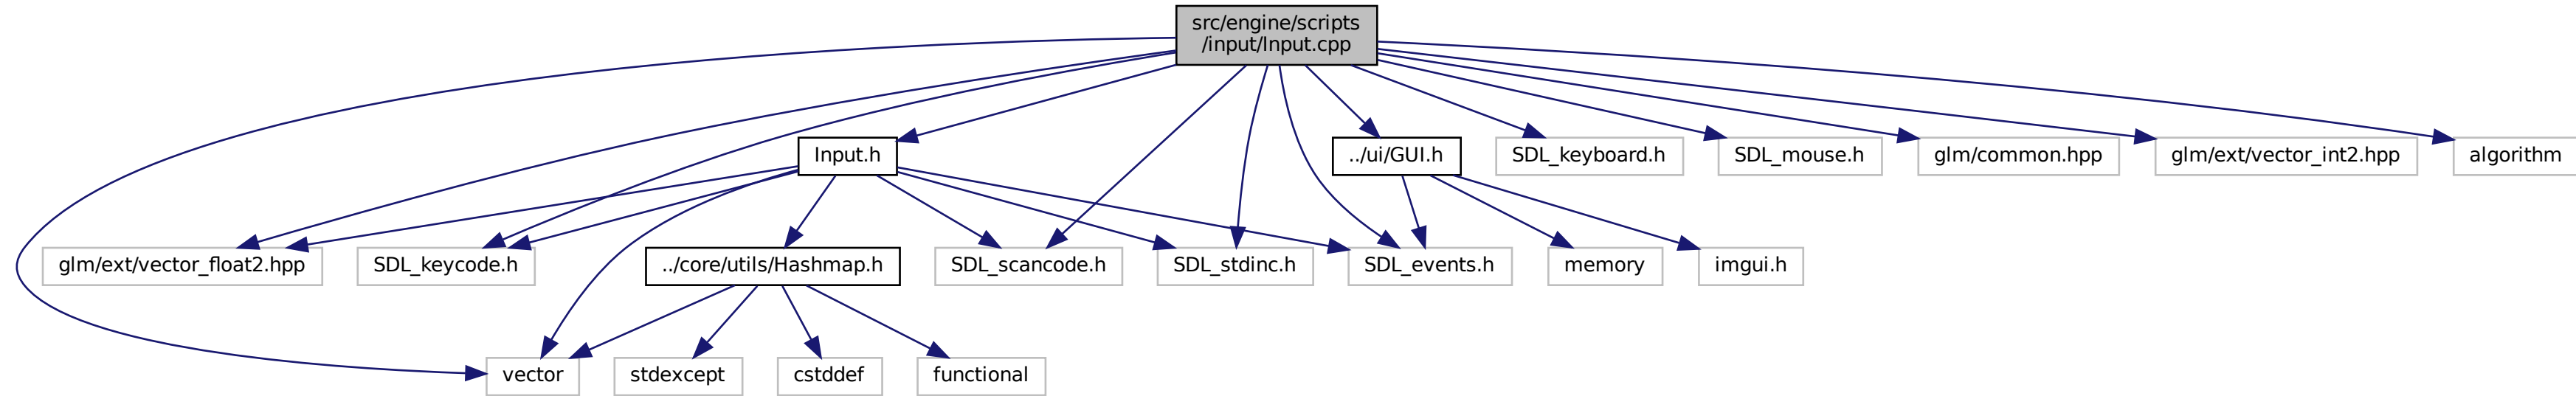 src/engine/scripts
/input/Input.cpp
Input.h
../ui/GUI.h
SDL_keyboard.h
SDL_mouse.h
glm/common.hpp
glm/ext/vector_int2.hpp
algorithm
glm/ext/vector_float2.hpp
SDL_keycode.h
../core/utils/Hashmap.h
SDL_scancode.h
SDL_stdinc.h
SDL_events.h
memory
imgui.h
vector
stdexcept
cstddef
functional